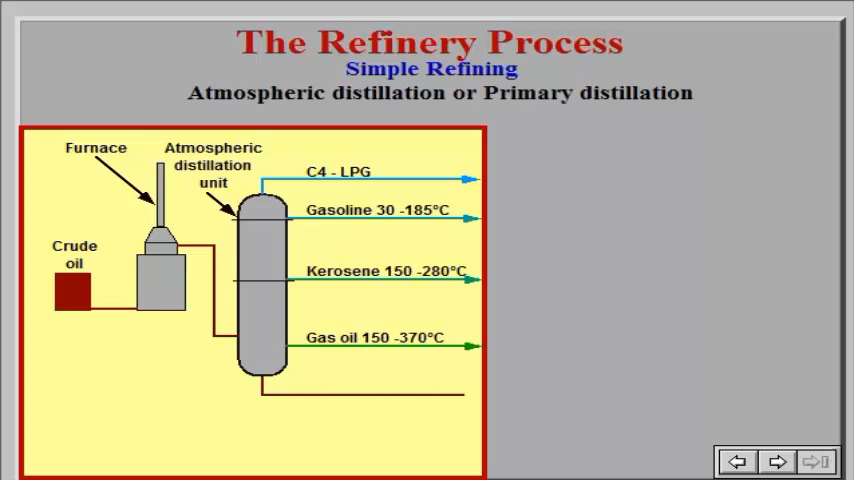 The Refinery Process
Simple Refining
Atmospheric distillation or Primary distillation
Furnace
Atmospheric
distillation
unit
C4 - LPG
Gasoline 30 -185°C
Crude
oil
Kerosene 150 -280°C
Gas oil 150 -370°C